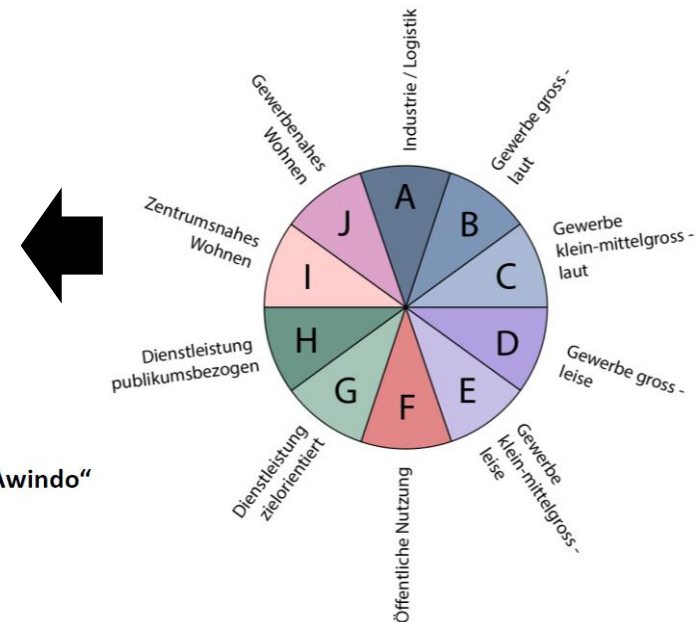 Industrie / Logistik
Gewerbe gross -
laut
Gewerbe
klein-mittelgross -
laut
Gewerbe gross -
leise
Gewerbe
klein-mittelgross -
leise
Öffentliche Nutzung
Dienstleistung
zielorientiert
Dienstleistung
publikumsbezogen
Zentrumsnahes
Wohnen
Gewerbenahes
Wohnen
A
B
C
D
E
F
G
H
I
J
Awindo“